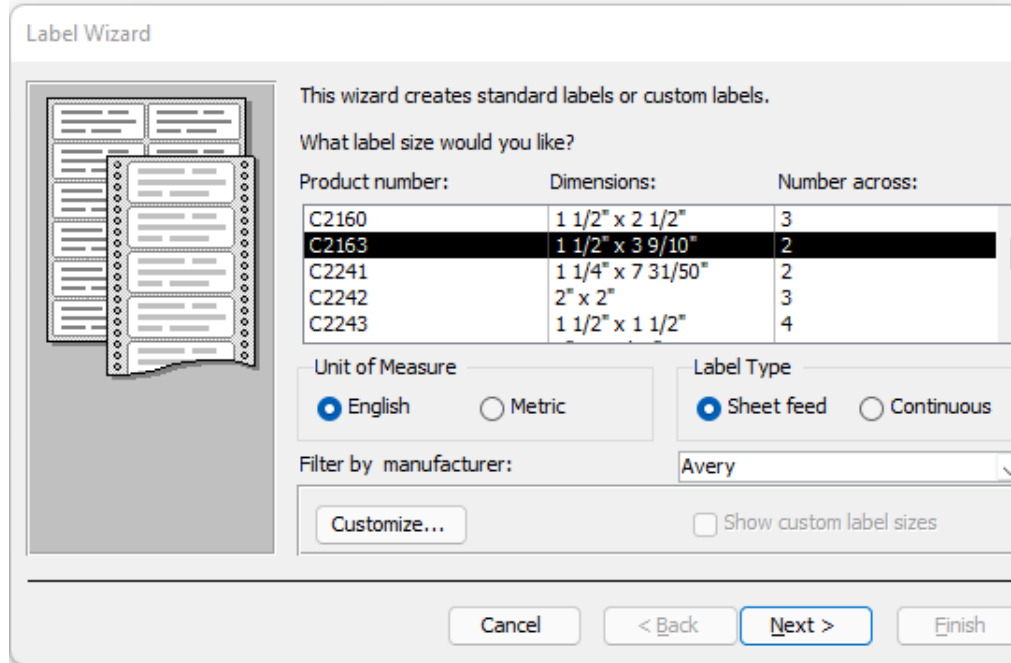 Label Wizard
This wizard creates standard labels or custom labels.
What label size would you like?
Product number: Dimensions: Number across:
C2160 1 1/2" x 2 1/2" 3
C2163 1 1/2" x 3 9/10" 2
C2241 1 1/4" x 7 31/50" 2
C2242 2" x 2" 3
C2243 1 1/2" x 1 1/2" 4
Unit of Measure Label Type
English Metric Sheet feed Continuous
Filter by manufacturer: Avery
Customize... Show custom label sizes
Cancel < Back Next > Finish